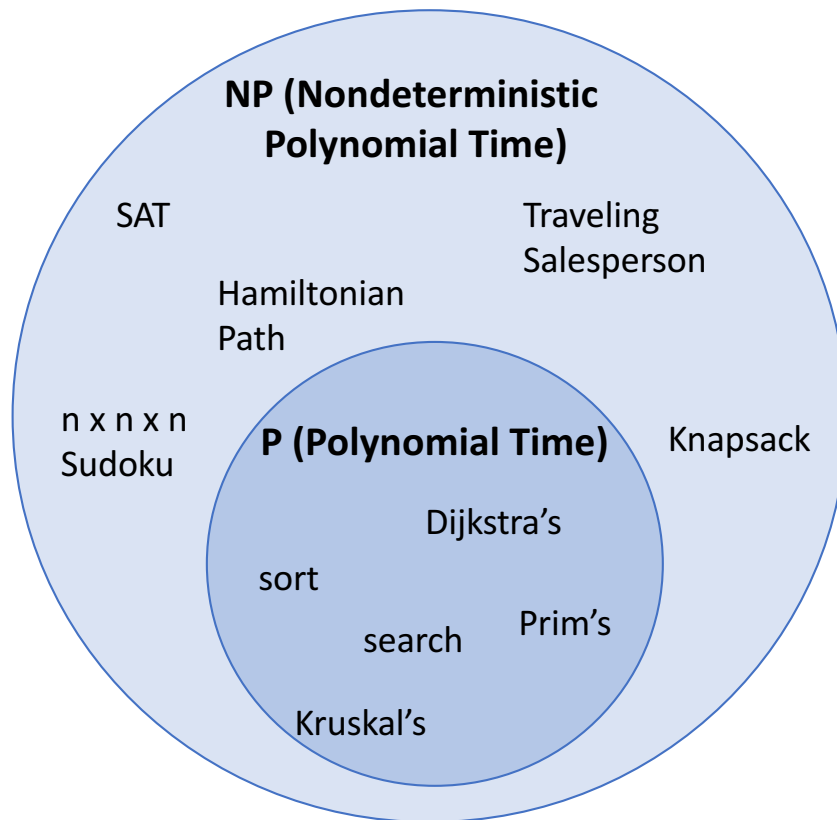 NP (Nondeterministic
Polynomial Time)
SAT
Traveling
Salesperson
Hamiltonian
Path
n x n x n
Sudoku
P (Polynomial Time)
Knapsack
Dijkstra’s
sort
Prim’s
search
Kruskal’s